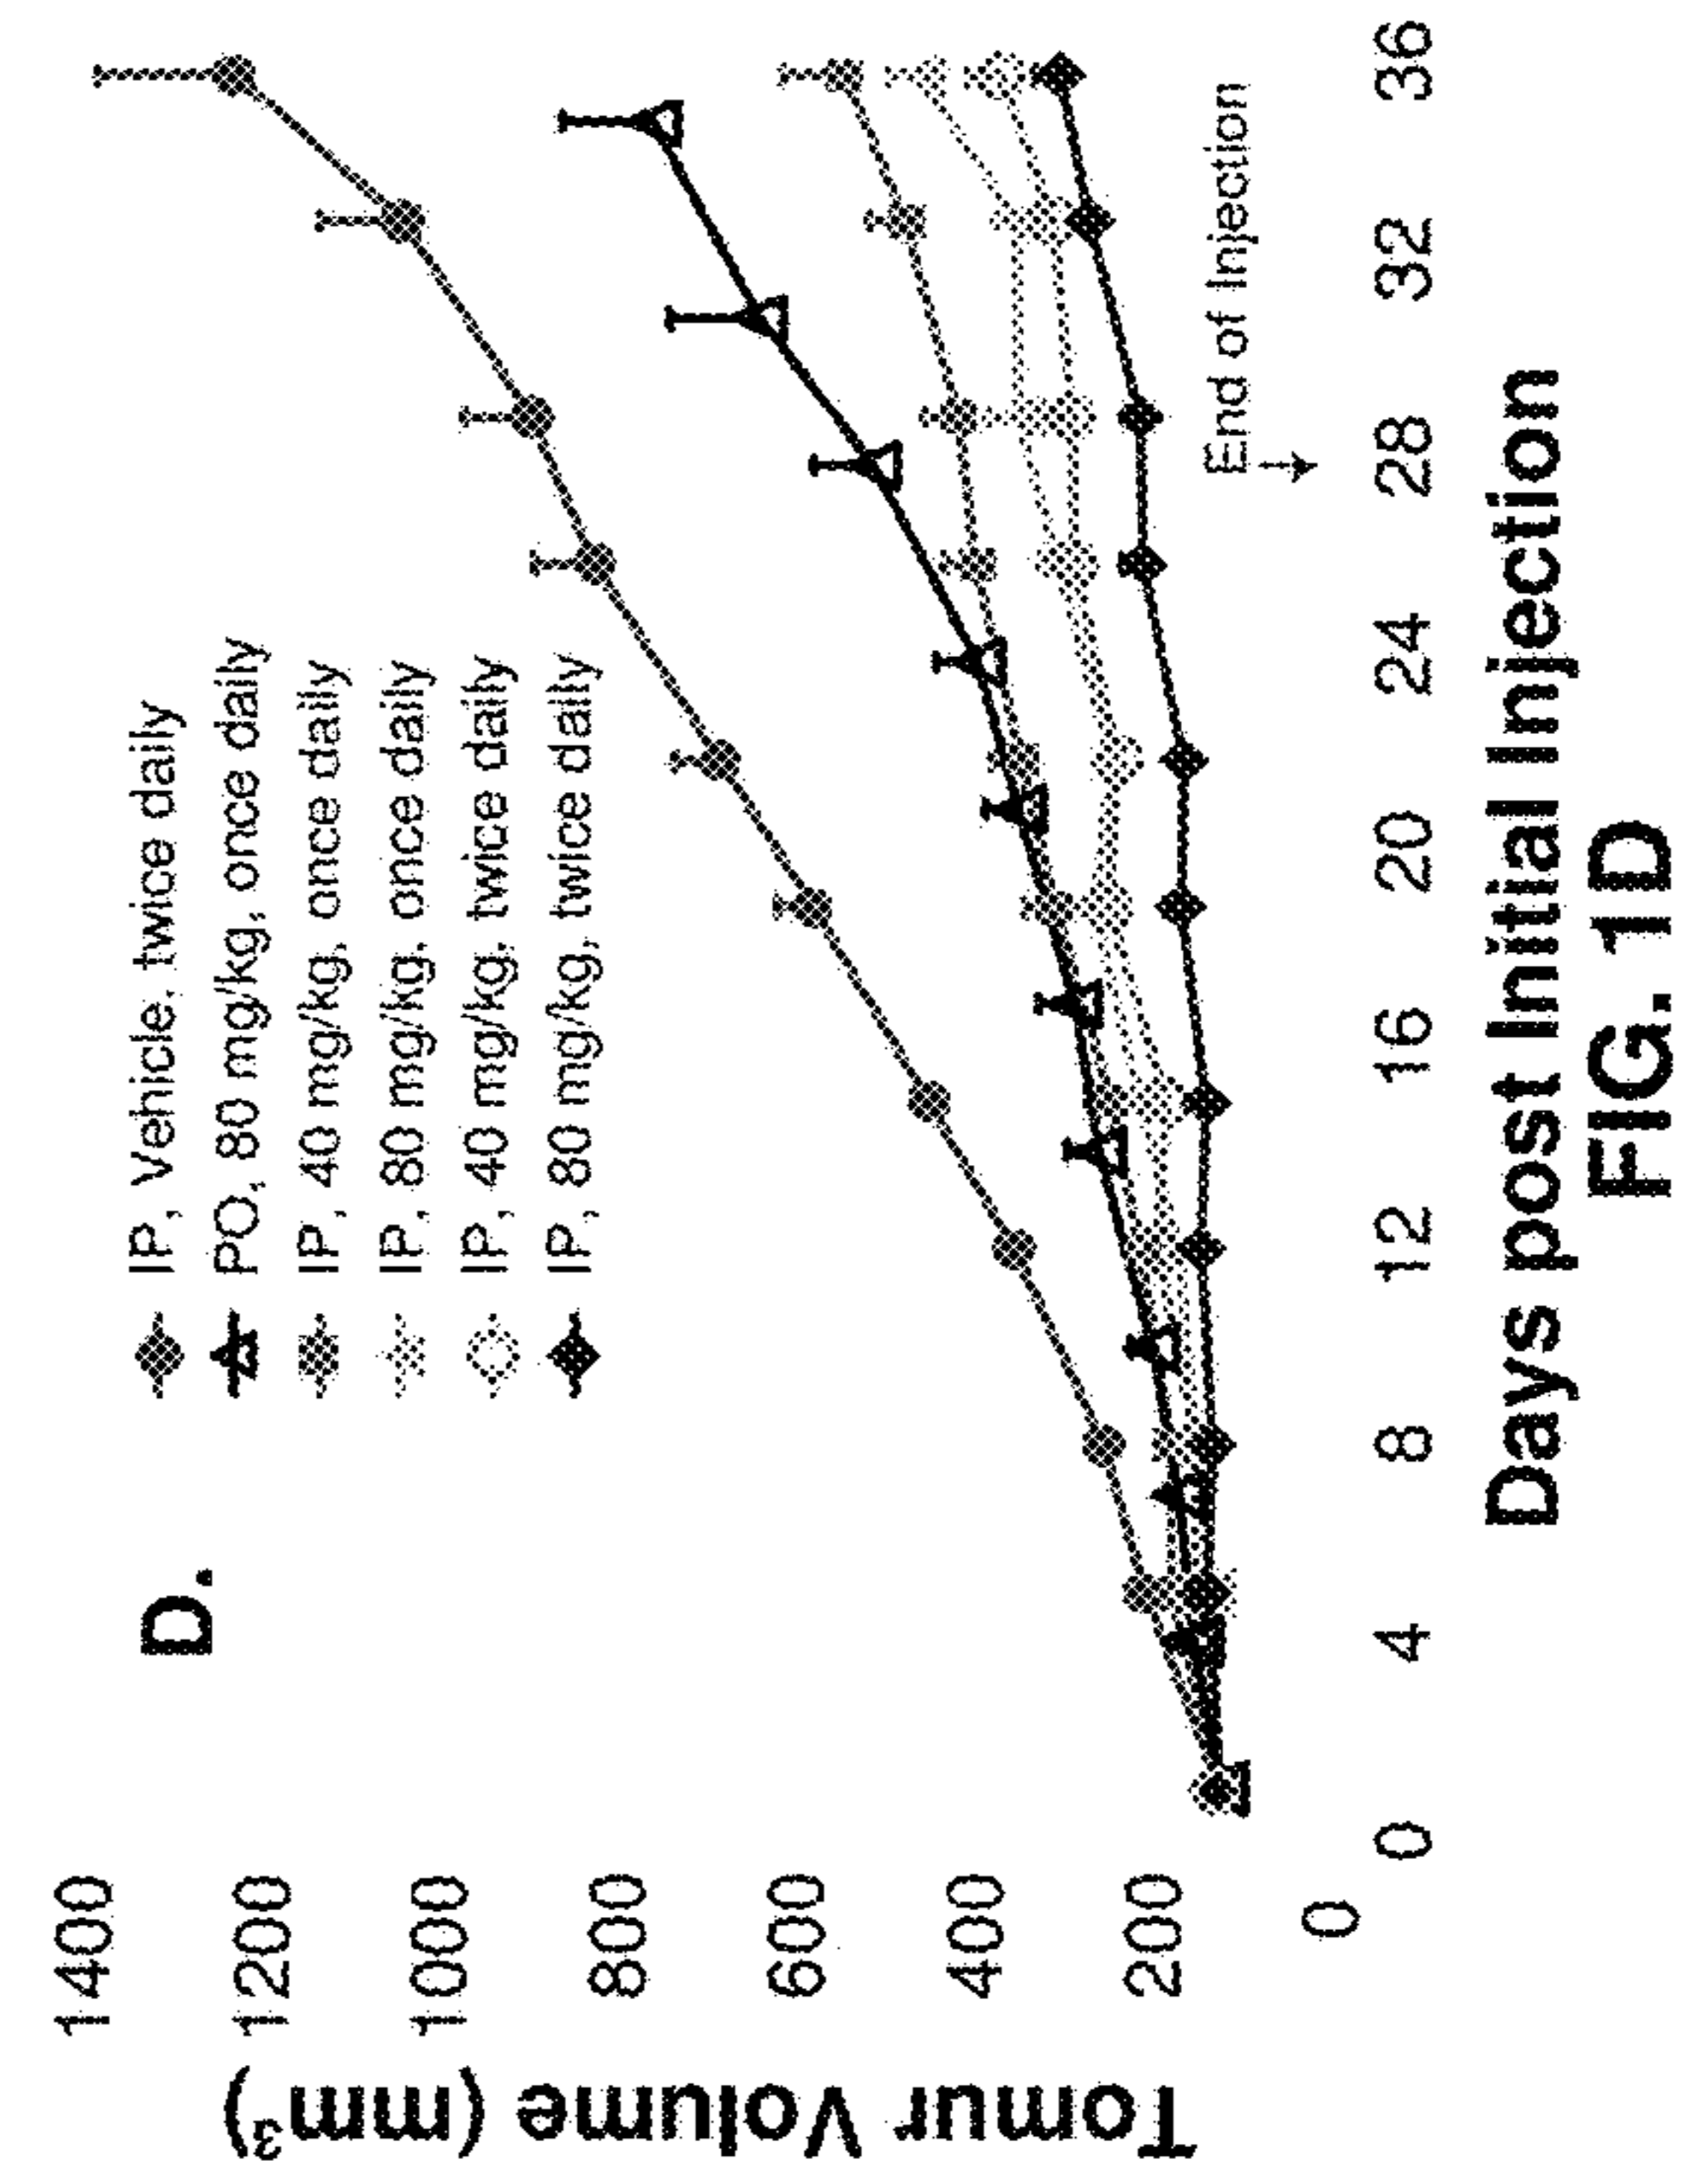 D.
IP, Vehicle, twice daily
PO, 80 mg/kg, once daily
IP, 40 mg/kg, once daily
IP, 80 mg/kg, once daily
IP, 40 mg/kg, twice daily
IP, 80 mg/kg, twice daily
Tomur Volume (mm³)
1400
1200
1000
800
600
400
200
0
End of Injection
0 4 8 12 16 20 24 28 32 36
Days post Initial Injection
FIG. 1D